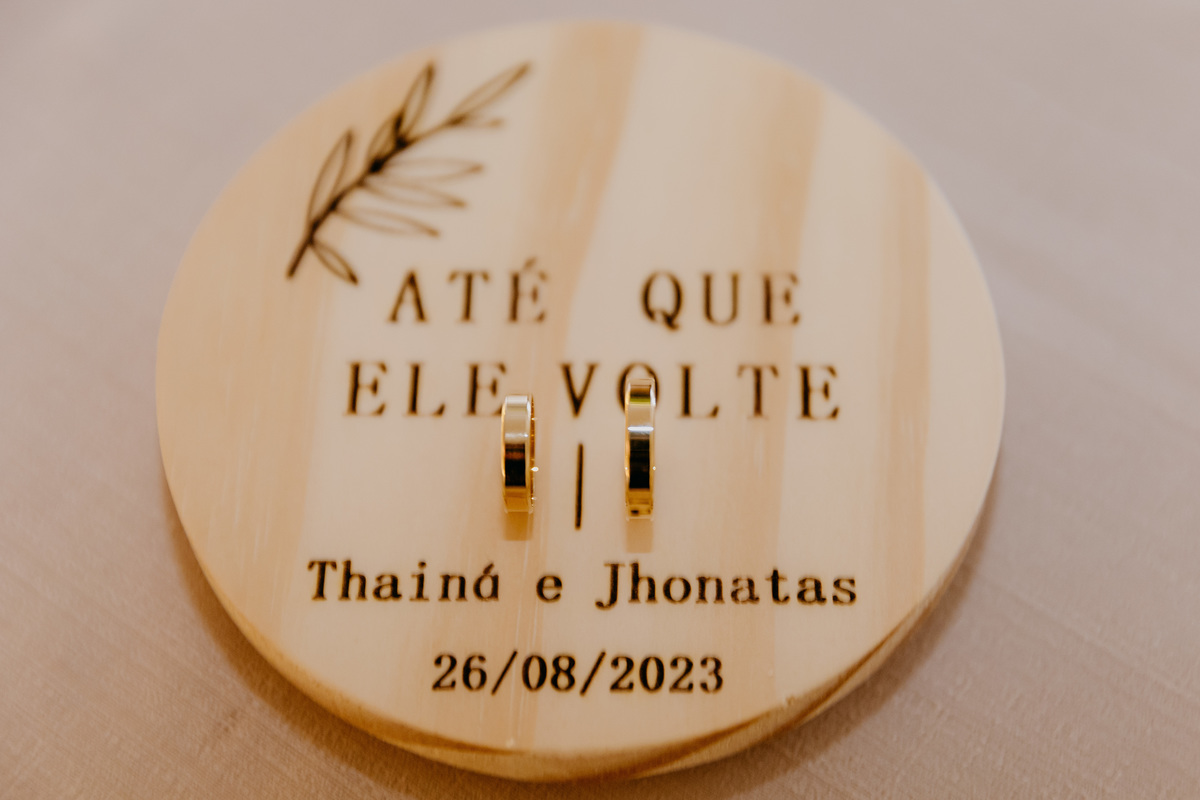 ATÉ QUE
ELE VOLTE
Thainá e Jhonatas
26/08/2023